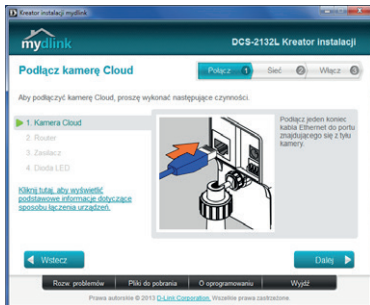 Kreator instalacji mydlink
mydlink
DCS-2132L Kreator Instalacji
Podłącz kamerę Cloud
Połącz 1 Sieć 2 Włącz 3
Aby podłączyć kamerę Cloud, proszę wykonać następujące czynności.
1. Kamera Cloud
2. Router
3. Zasilacz
4. Dioda LED
Kliknij tutaj, aby wyświetlić
podstawowe informacje dotyczące
sposobu łączenia urządzeń.
Podłącz jeden koniec
kabla Ethernet do portu
znajdującego się z tyłu
kamery.
Wstecz
Dalej
Rozw. problemów Pliki do pobrania O oprogramowaniu Wyjdź
Prawa autorskie © 2013 D-Link Corporation. Wszelkie prawa zastrzeżone.